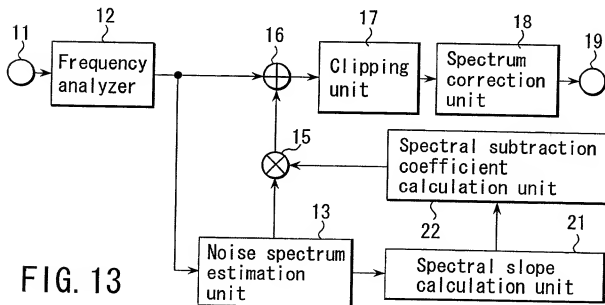 11
12
Frequency
analyzer
16
17
Clipping
unit
18
Spectrum
correction
unit
19
15
Spectral subtraction
coefficient
calculation unit
22
13
Noise spectrum
estimation
unit
21
Spectral slope
calculation unit
FIG. 13